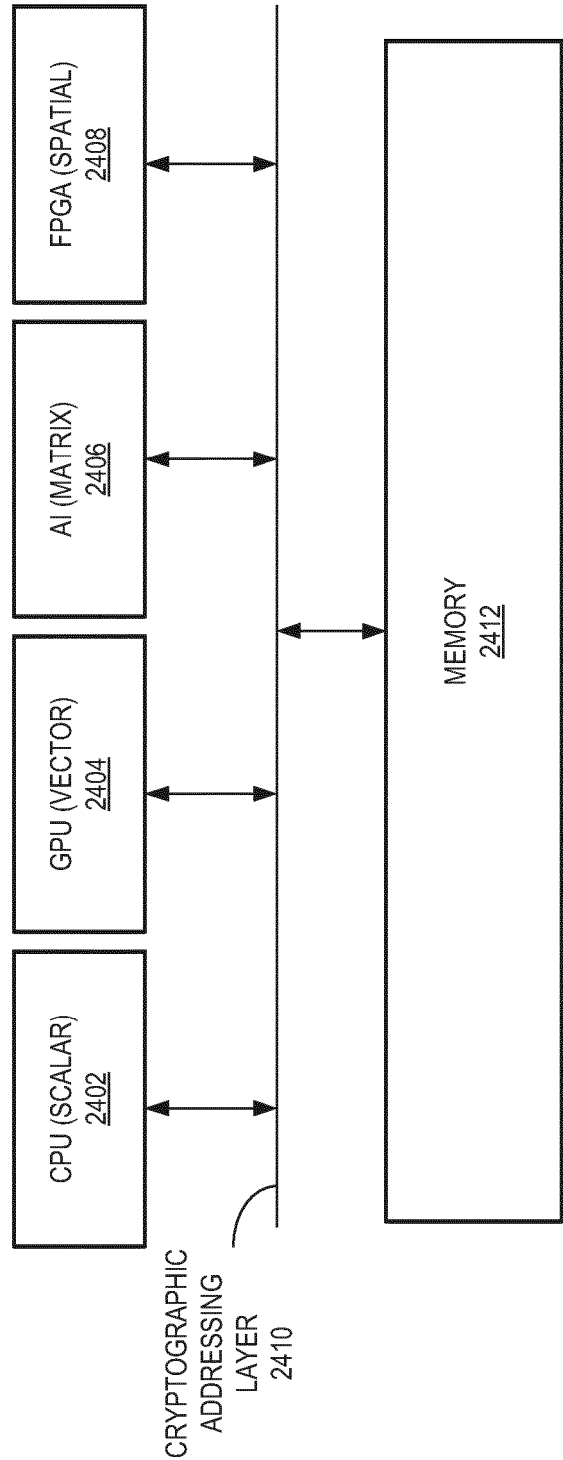 CPU (SCALAR)
2402
GPU (VECTOR)
2404
AI (MATRIX)
2406
FPGA (SPATIAL)
2408
CRYPTOGRAPHIC
ADDRESSING
LAYER
2410
MEMORY
2412